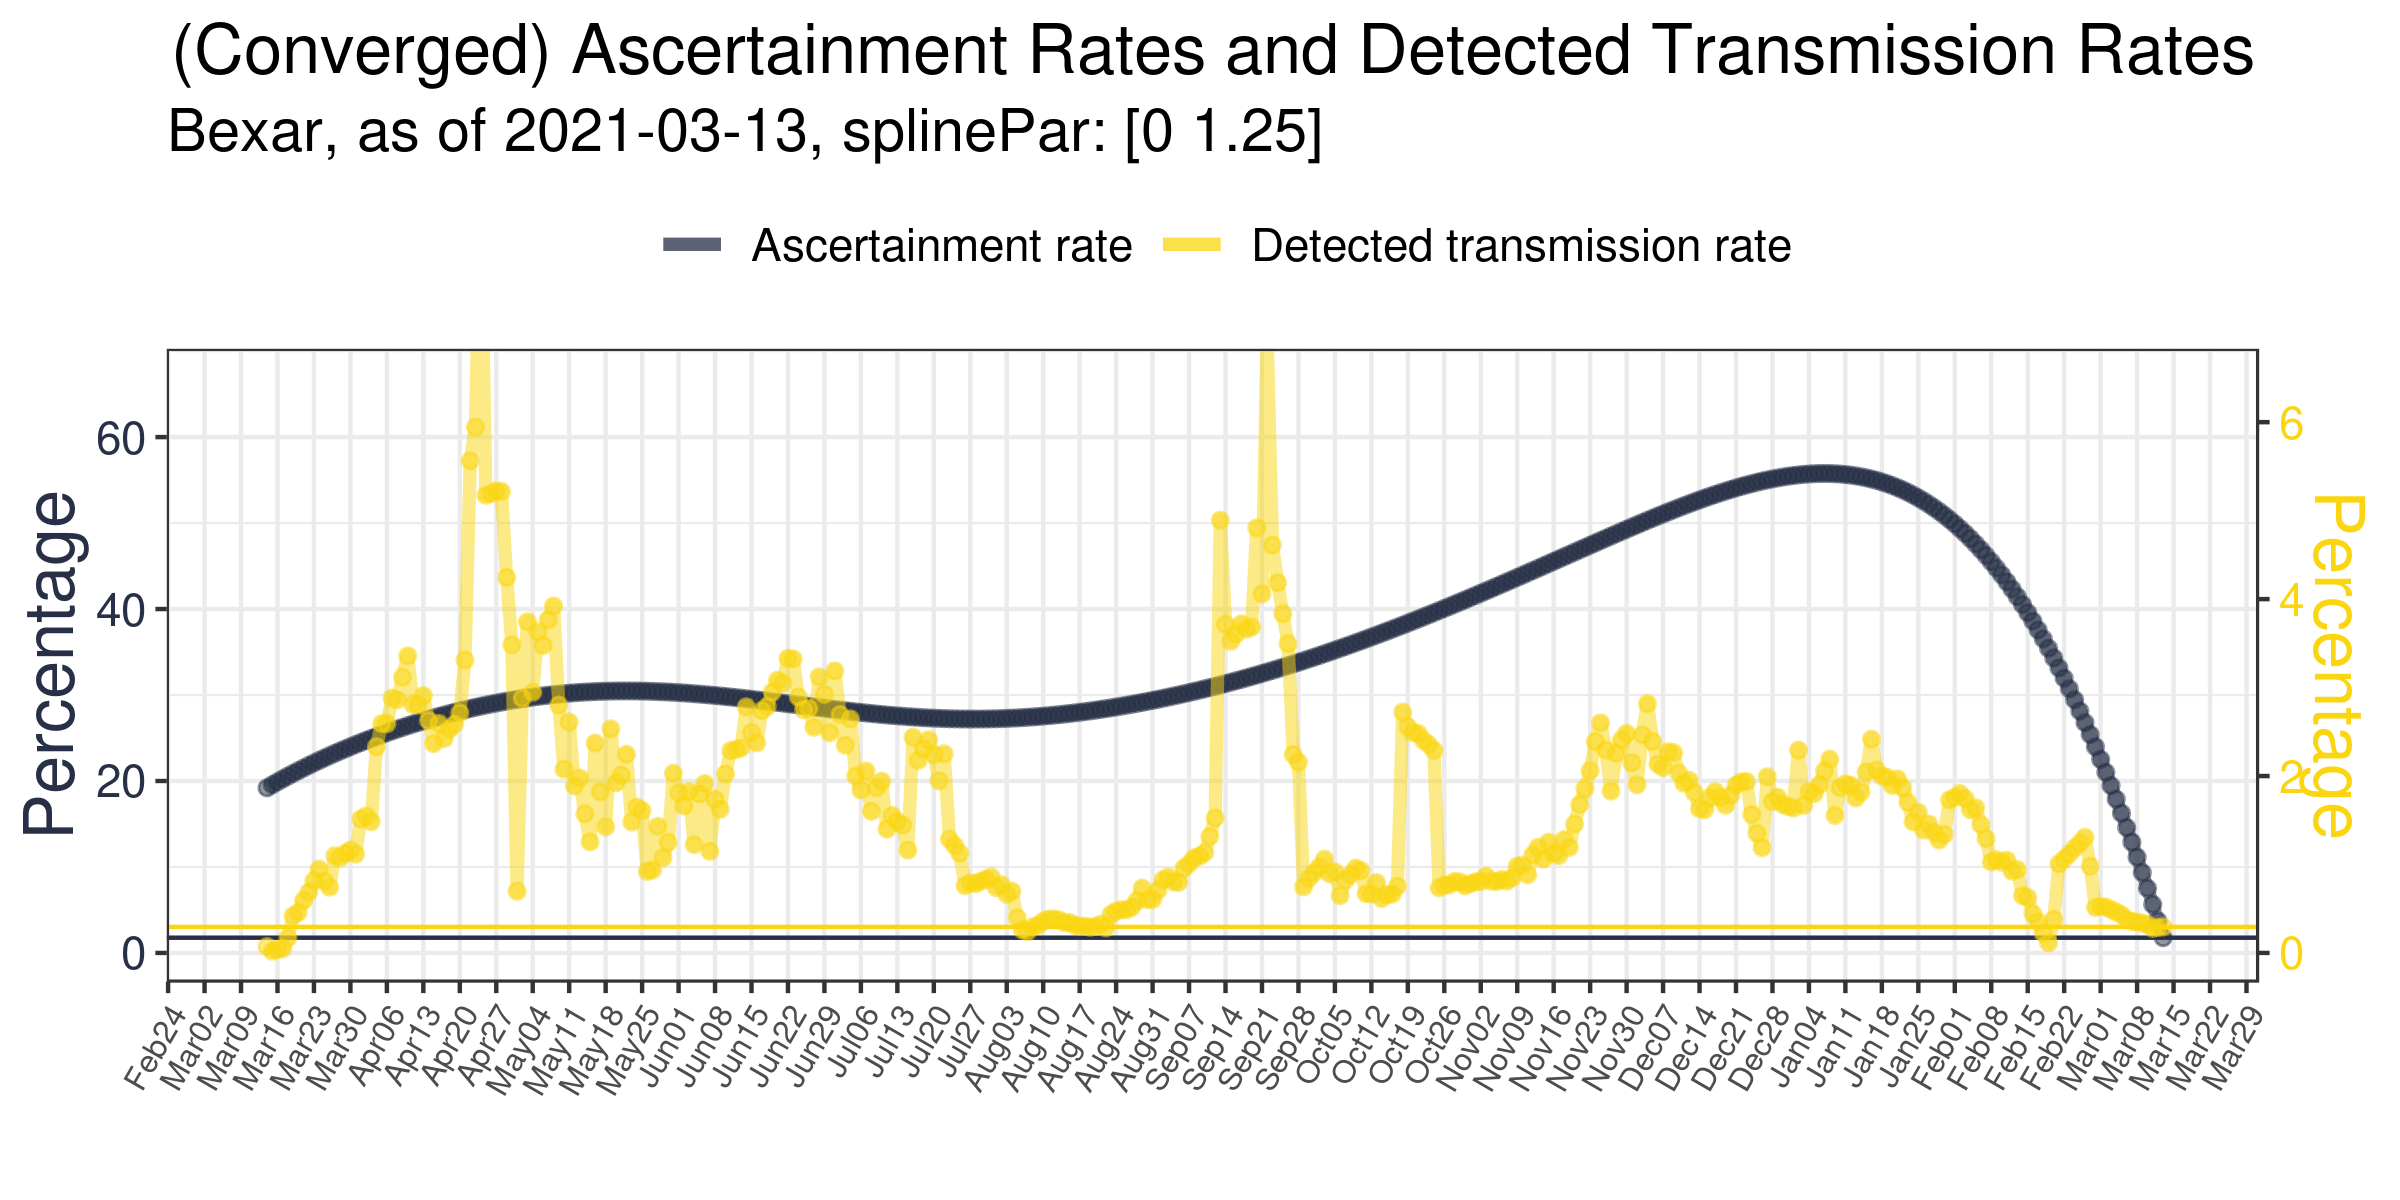 (Converged) Ascertainment Rates and Detected Transmission Rates
Bexar, as of 2021-03-13, splinePar: [0 1.25]
Ascertainment rate
Detected transmission rate
Percentage
60
40
20
0
6
4
2
0
Percentage
Feb24
Mar02
Mar09
Mar16
Mar23
Mar30
Apr06
Apr13
Apr20
Apr27
May04
May11
May18
May25
Jun01
Jun08
Jun15
Jun22
Jun29
Jul06
Jul13
Jul20
Jul27
Aug03
Aug10
Aug17
Aug24
Aug31
Sep07
Sep14
Sep21
Sep28
Oct05
Oct12
Oct19
Oct26
Nov02
Nov09
Nov16
Nov23
Nov30
Dec07
Dec14
Dec21
Dec28
Jan04
Jan11
Jan18
Jan25
Feb01
Feb08
Feb15
Feb22
Mar01
Mar08
Mar15
Mar22
Mar29